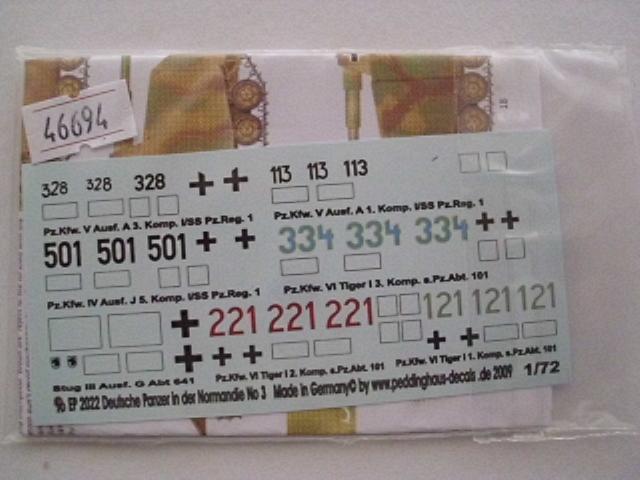 46694
328 328 328
113 113 113
Pz.Kfw. V Ausf. A 3. Komp. I/SS Pz.Reg. 1
Pz.Kfw. V Ausf. A 1. Komp. I/SS Pz.Reg. 1
501 501 501
334 334 334
Pz.Kfw. IV Ausf. J 5. Komp. I/SS Pz.Reg. 1
Pz.Kfw. VI Tiger I 3. Komp. s.Pz.Abt. 101
221 221 221
121 121 121
Stug III Ausf. G Abt 641
Pz.Kfw. VI Tiger I 2. Komp. s.Pz.Abt. 101
Pz.Kfw. VI Tiger I 1. Komp. s.Pz.Abt. 101
EP 2022 Deutsche Panzer in der Normandie No 3 Made in Germany© by www.peddinghaus-decals.de 2009 1/72